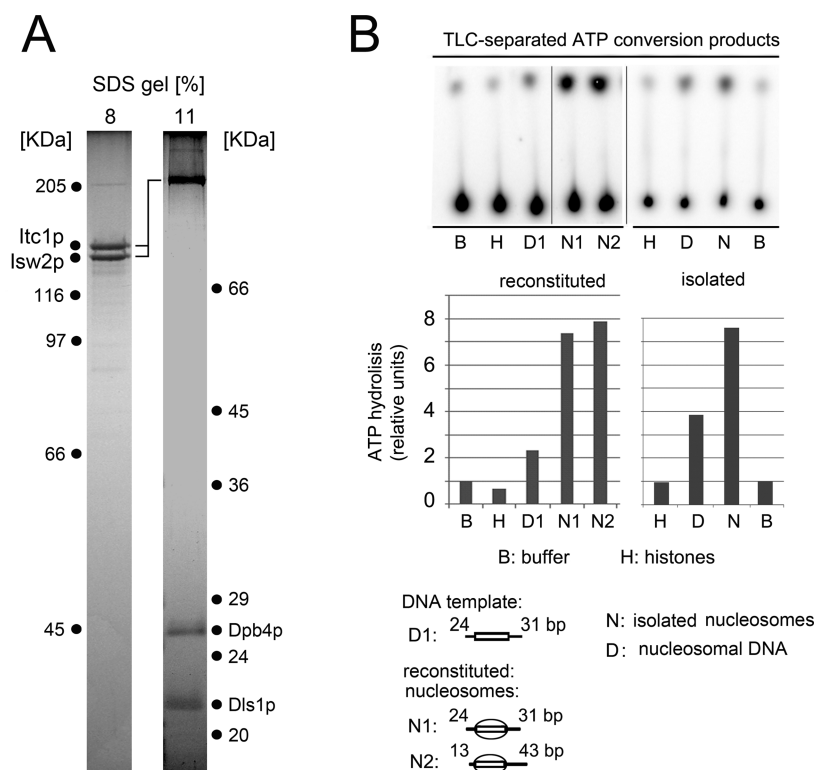 A
SDS gel [%]
8 11
[KDa] [KDa]
205
Itc1p
Isw2p
116
97
66
45
66
45
36
29
Dpb4p
24
Dls1p
20
B
TLC-separated ATP conversion products
B H D1 N1 N2 H D N B
reconstituted isolated
ATP hydrolisis
(relative units)
8
6
4
2
0
B H D1 N1 N2 H D N B
B: buffer H: histones
DNA template:
24 31 bp
D1:
reconstituted:
nucleosomes:
24 31 bp
N1:
13 43 bp
N2:
N: isolated nucleosomes
D: nucleosomal DNA